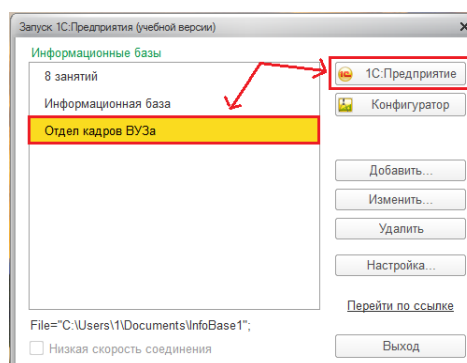 Запуск 1С:Предприятия (учебной версии)
Информационные базы
8 занятий
Информационная база
Отдел кадров ВУЗа
1С:Предприятие
Конфигуратор
Добавить...
Изменить...
Удалить
Настройка...
Перейти по ссылке
File="C:\Users\1\Documents\InfoBase1";
Низкая скорость соединения
Выход